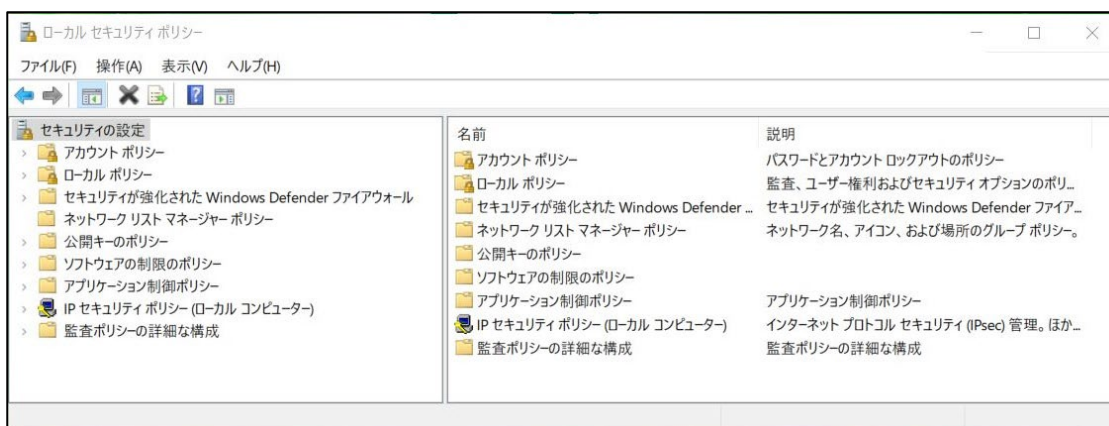 ローカル セキュリティ ポリシー
ファイル(F) 操作(A) 表示(V) ヘルプ(H)
セキュリティの設定
アカウント ポリシー
ローカル ポリシー
セキュリティが強化された Windows Defender ファイアウォール
ネットワーク リスト マネージャー ポリシー
公開キーのポリシー
ソフトウェアの制限のポリシー
アプリケーション制御ポリシー
IP セキュリティ ポリシー (ローカル コンピューター)
監査ポリシーの詳細な構成
名前 説明
アカウント ポリシー パスワードとアカウント ロックアウトのポリシー
ローカル ポリシー 監査、ユーザー権利およびセキュリティ オプションのポリ...
セキュリティが強化された Windows Defender ... セキュリティが強化された Windows Defender ファイア...
ネットワーク リスト マネージャー ポリシー ネットワーク名、アイコン、および場所のグループ ポリシー。
公開キーのポリシー
ソフトウェアの制限のポリシー
アプリケーション制御ポリシー アプリケーション制御ポリシー
IP セキュリティ ポリシー (ローカル コンピューター) インターネット プロトコル セキュリティ (IPsec) 管理。ほか...
監査ポリシーの詳細な構成 監査ポリシーの詳細な構成